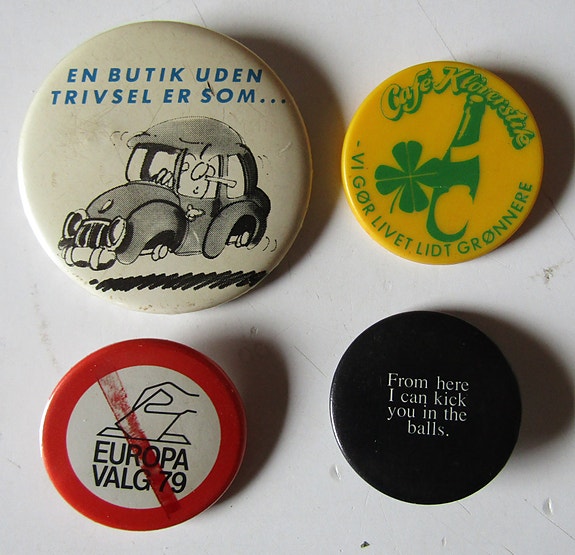 EN BUTIK UDEN
TRIVSEL ER SOM...
Café Kløverstik
- VI GØR LIVET LIDT GRØNNERE
EUROPA
VALG 79
From here
I can kick
you in the
balls.